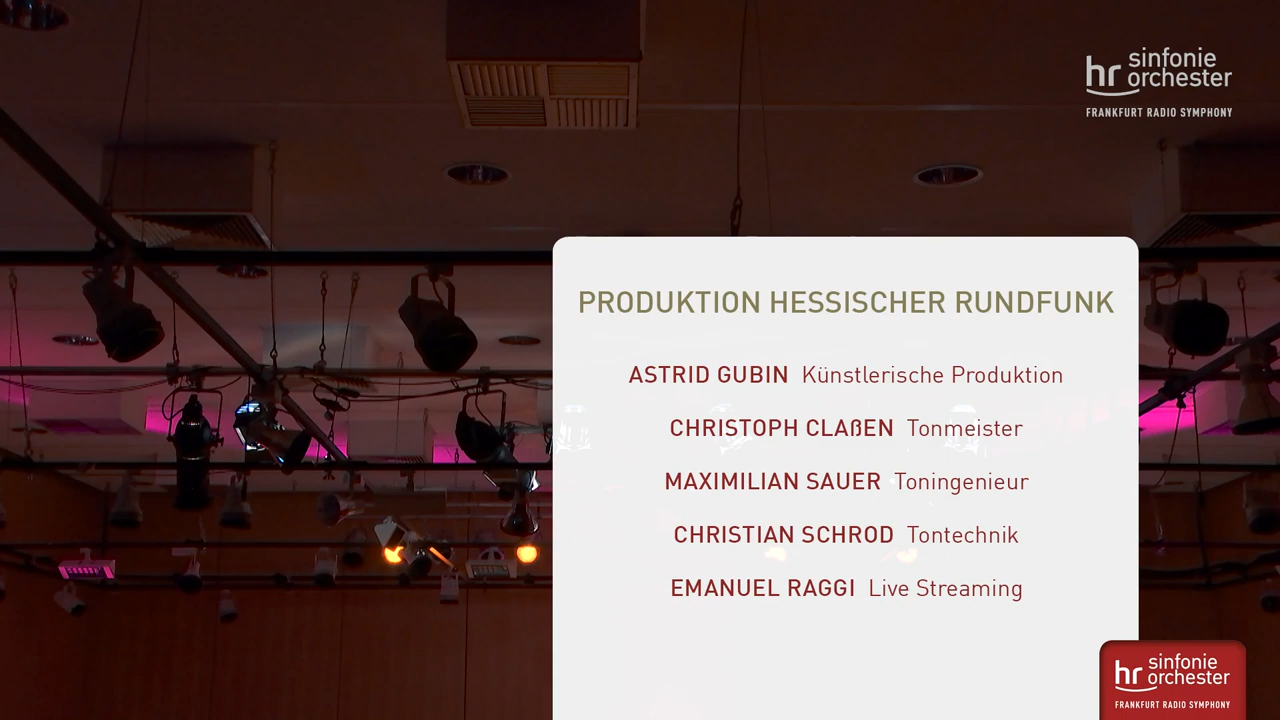 hr sinfonie
orchester
FRANKFURT RADIO SYMPHONY
PRODUKTION HESSISCHER RUNDFUNK
ASTRID GUBIN Künstlerische Produktion
CHRISTOPH CLAßEN Tonmeister
MAXIMILIAN SAUER Toningenieur
CHRISTIAN SCHROD Tontechnik
EMANUEL RAGGI Live Streaming
hr sinfonie
orchester
FRANKFURT RADIO SYMPHONY